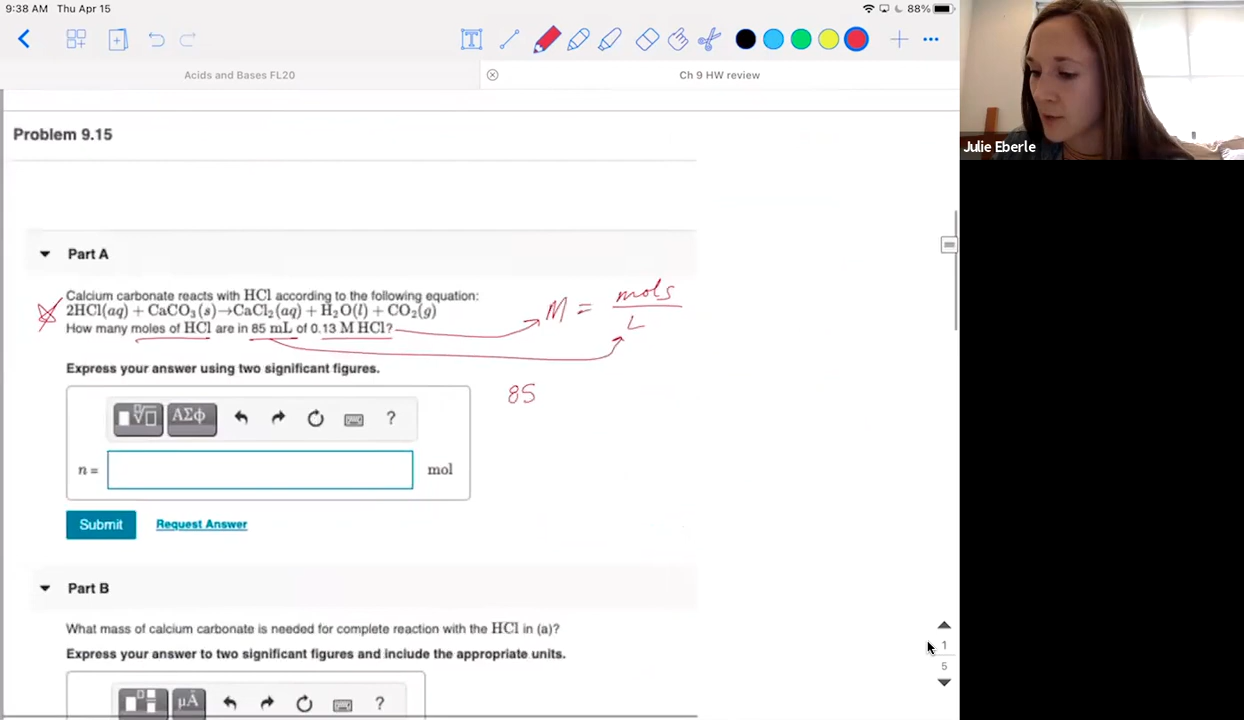 9:38 AM Thu Apr 15
88%
T
Acids and Bases FL20
Ch 9 HW review
Julie Eberle
Problem 9.15
Part A
Calcium carbonate reacts with HCl according to the following equation:
2HCl(aq) + CaCO₃(s)→CaCl₂(aq) + H₂O(l) + CO₂(g)
How many moles of HCl are in 85 mL of 0.13 M HCl?
M = mols
L
Express your answer using two significant figures.
85
ΑΣφ
?
n =
mol
Submit
Request Answer
Part B
What mass of calcium carbonate is needed for complete reaction with the HCl in (a)?
Express your answer to two significant figures and include the appropriate units.
μÅ
?
1
5